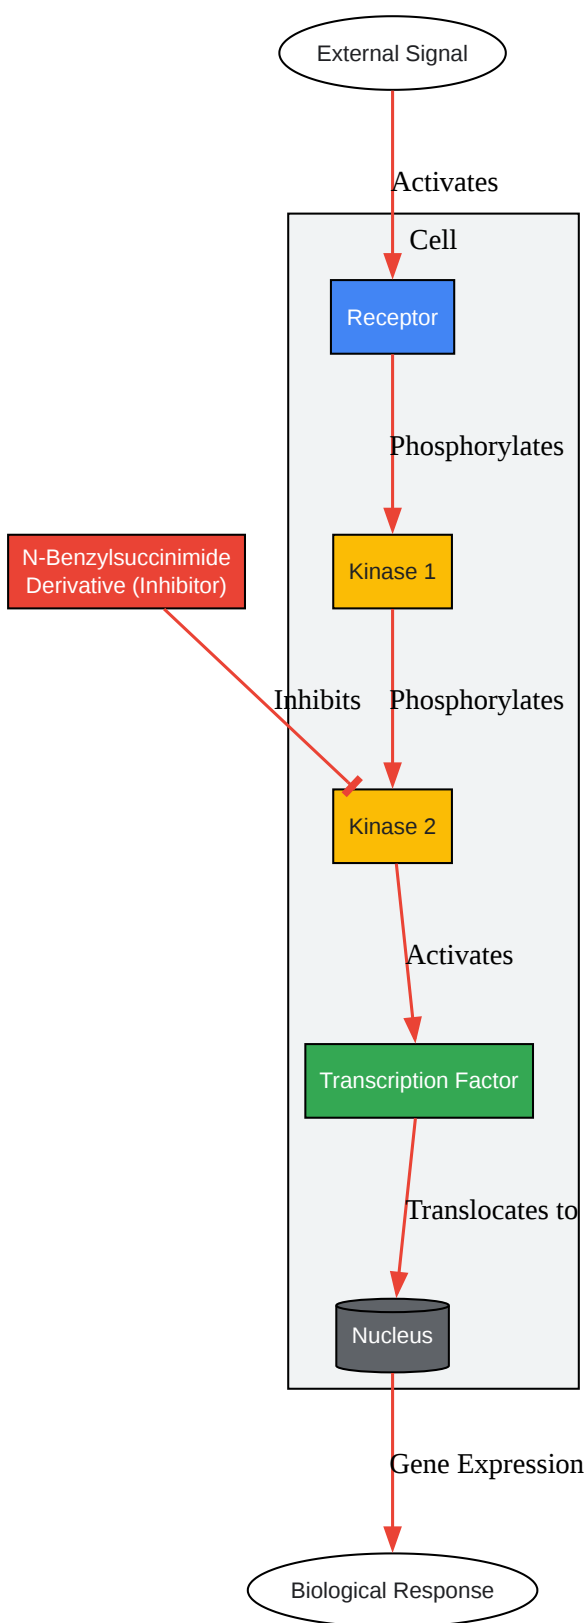 External Signal
Activates
Cell
Receptor
Phosphorylates
N-Benzylsuccinimide
Derivative (Inhibitor)
Kinase 1
Inhibits
Phosphorylates
Kinase 2
Activates
Transcription Factor
Translocates to
Nucleus
Gene Expression
Biological Response